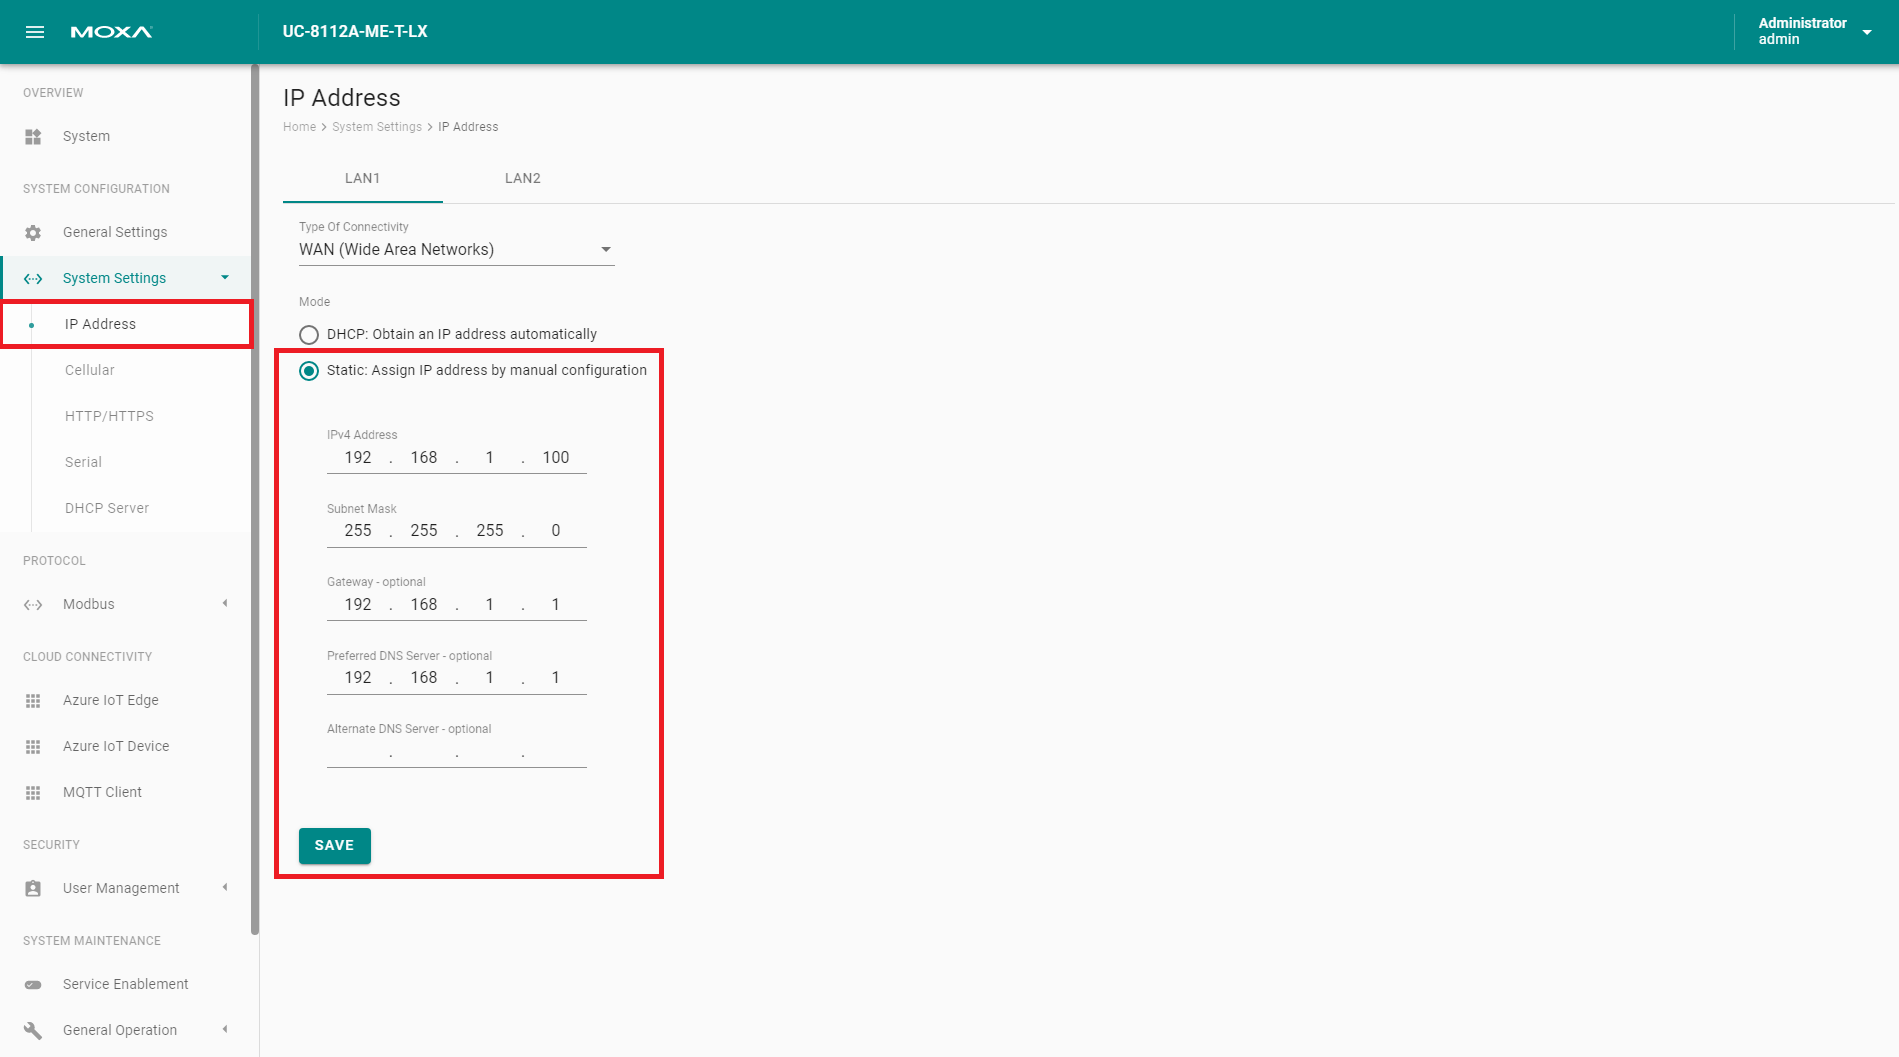 MOXA
UC-8112A-ME-T-LX
Administrator
admin
OVERVIEW
System
SYSTEM CONFIGURATION
General Settings
System Settings
IP Address
Cellular
HTTP/HTTPS
Serial
DHCP Server
PROTOCOL
Modbus
CLOUD CONNECTIVITY
Azure IoT Edge
Azure IoT Device
MQTT Client
SECURITY
User Management
SYSTEM MAINTENANCE
Service Enablement
General Operation
IP Address
Home > System Settings > IP Address
LAN1 LAN2
Type Of Connectivity
WAN (Wide Area Networks)
Mode
DHCP: Obtain an IP address automatically
Static: Assign IP address by manual configuration
IPv4 Address
192 . 168 . 1 . 100
Subnet Mask
255 . 255 . 255 . 0
Gateway - optional
192 . 168 . 1 . 1
Preferred DNS Server - optional
192 . 168 . 1 . 1
Alternate DNS Server - optional
. . .
SAVE